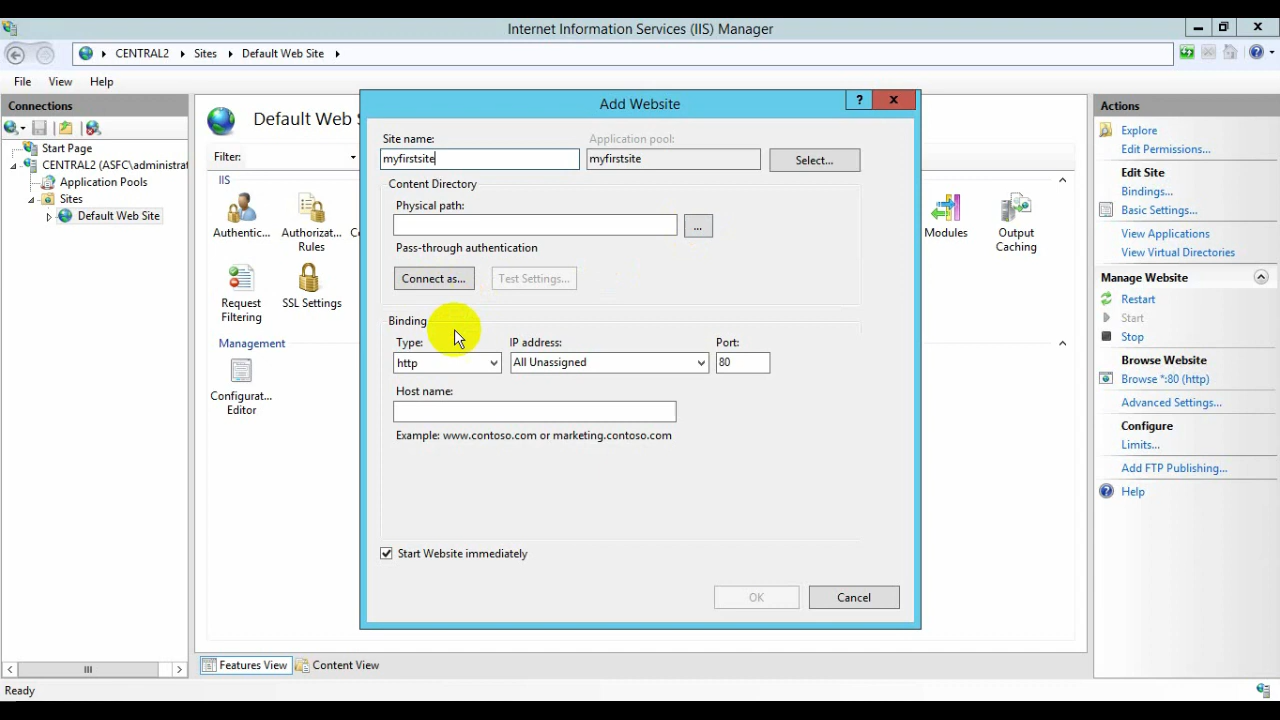 Internet Information Services (IIS) Manager
CENTRAL2 Sites Default Web Site
File View Help
Connections
Start Page
CENTRAL2 (ASFC\administrat
Application Pools
Sites
Default Web Site
Default Web S
Filter:
IIS
Authentic...
Authorizat...
Rules
Request
Filtering
SSL Settings
Management
Configurat...
Editor
Modules
Output
Caching
Add Website
?
Site name:
Application pool:
myfirstsite
myfirstsite
Select...
Content Directory
Physical path:
...
Pass-through authentication
Connect as...
Test Settings...
Binding
Type:
IP address:
Port:
http
All Unassigned
80
Host name:
Example: www.contoso.com or marketing.contoso.com
Start Website immediately
OK
Cancel
Actions
Explore
Edit Permissions...
Edit Site
Bindings...
Basic Settings...
View Applications
View Virtual Directories
Manage Website
Restart
Start
Stop
Browse Website
Browse *:80 (http)
Advanced Settings...
Configure
Limits...
Add FTP Publishing...
Help
Features View
Content View
Ready